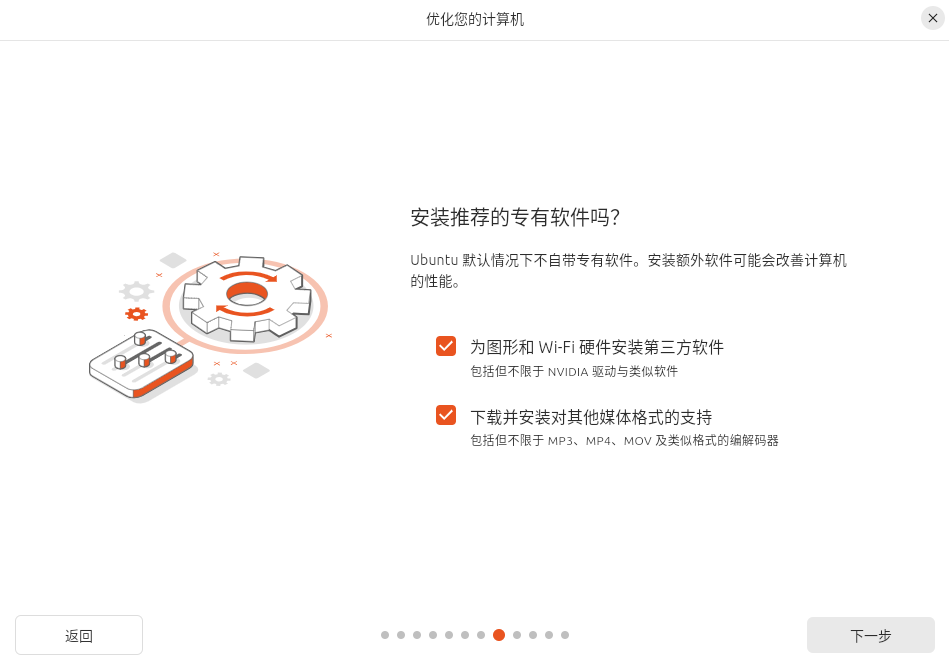 优化您的计算机
安装推荐的专有软件吗?
Ubuntu 默认情况下不自带专有软件。安装额外软件可能会改善计算机
的性能。
为图形和 Wi-Fi 硬件安装第三方软件
包括但不限于 NVIDIA 驱动与类似软件
下载并安装对其他媒体格式的支持
包括但不限于 MP3、MP4、MOV 及类似格式的编解码器
返回
下一步